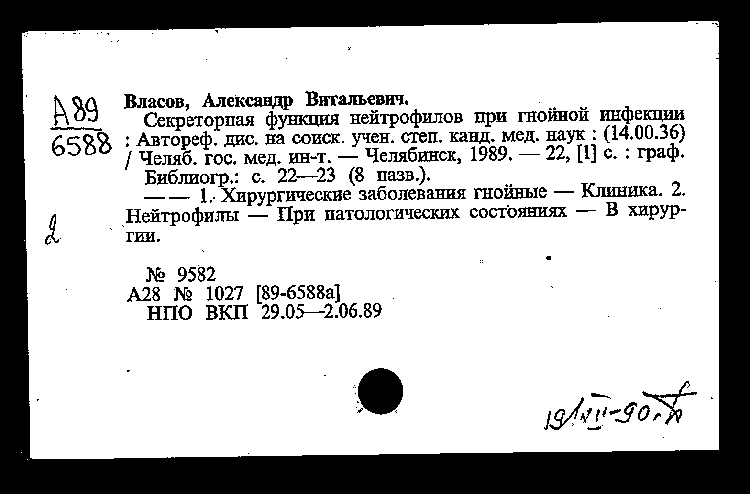 А89
6588
Власов, Александр Витальевич.
Секреторная функция нейтрофилов при гнойной инфекции
: Автореф. дис. на соиск. учен. степ. канд. мед. наук : (14.00.36)
/ Челяб. гос. мед. ин-т. — Челябинск, 1989. — 22, [1] с. : граф.
Библиогр.: с. 22—23 (8 назв.).
—— 1. Хирургические заболевания гнойные — Клиника. 2.
Нейтрофилы — При патологических состояниях — В хирур-
гии.
2
№ 9582
А28 № 1027 [89-6588а]
НПО ВКП 29.05—2.06.89